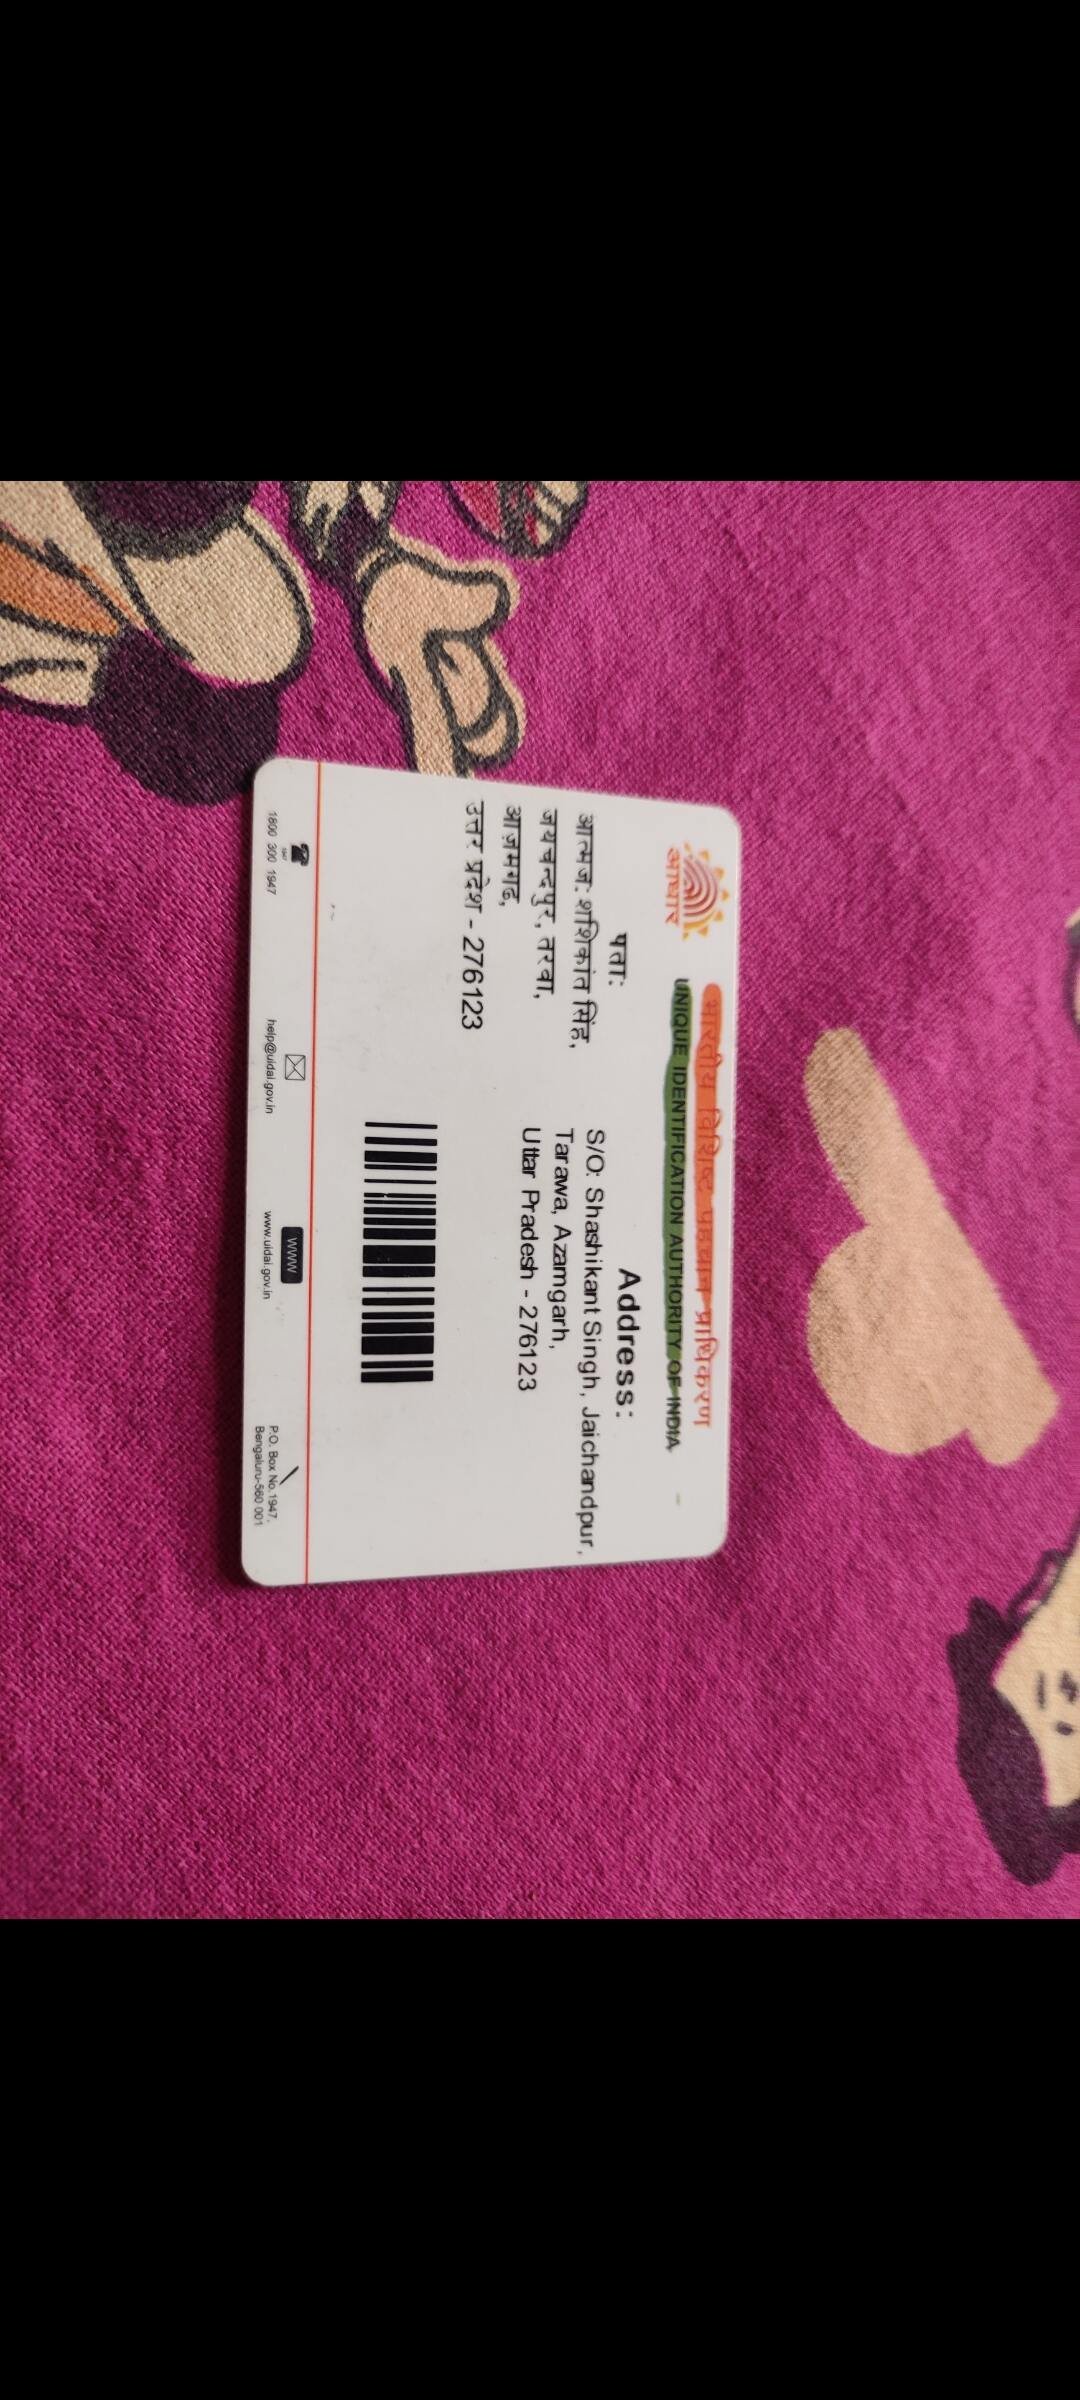 आधार
भारतीय विशिष्ट पहचान प्राधिकरण
UNIQUE IDENTIFICATION AUTHORITY OF INDIA
पता:
आत्मज: शशिकांत सिंह,
जयचन्दपुर, तरवा,
आज़मगढ,
उत्तर प्रदेश - 276123
Address:
S/O: Shashikant Singh, Jaichandpur,
Tarawa, Azamgarh,
Uttar Pradesh - 276123
1947
1800 300 1947
help@uidai.gov.in
WWW
www.uidai.gov.in
P.O. Box No.1947,
Bengaluru-560 001